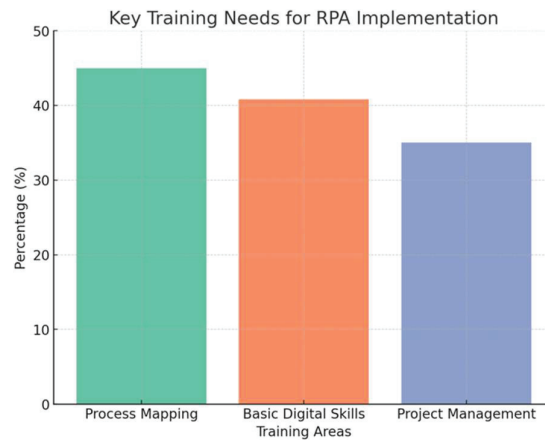 Key Training Needs for RPA Implementation
Percentage (%)
50
40
30
20
10
0
Process Mapping Basic Digital Skills Project Management
Training Areas